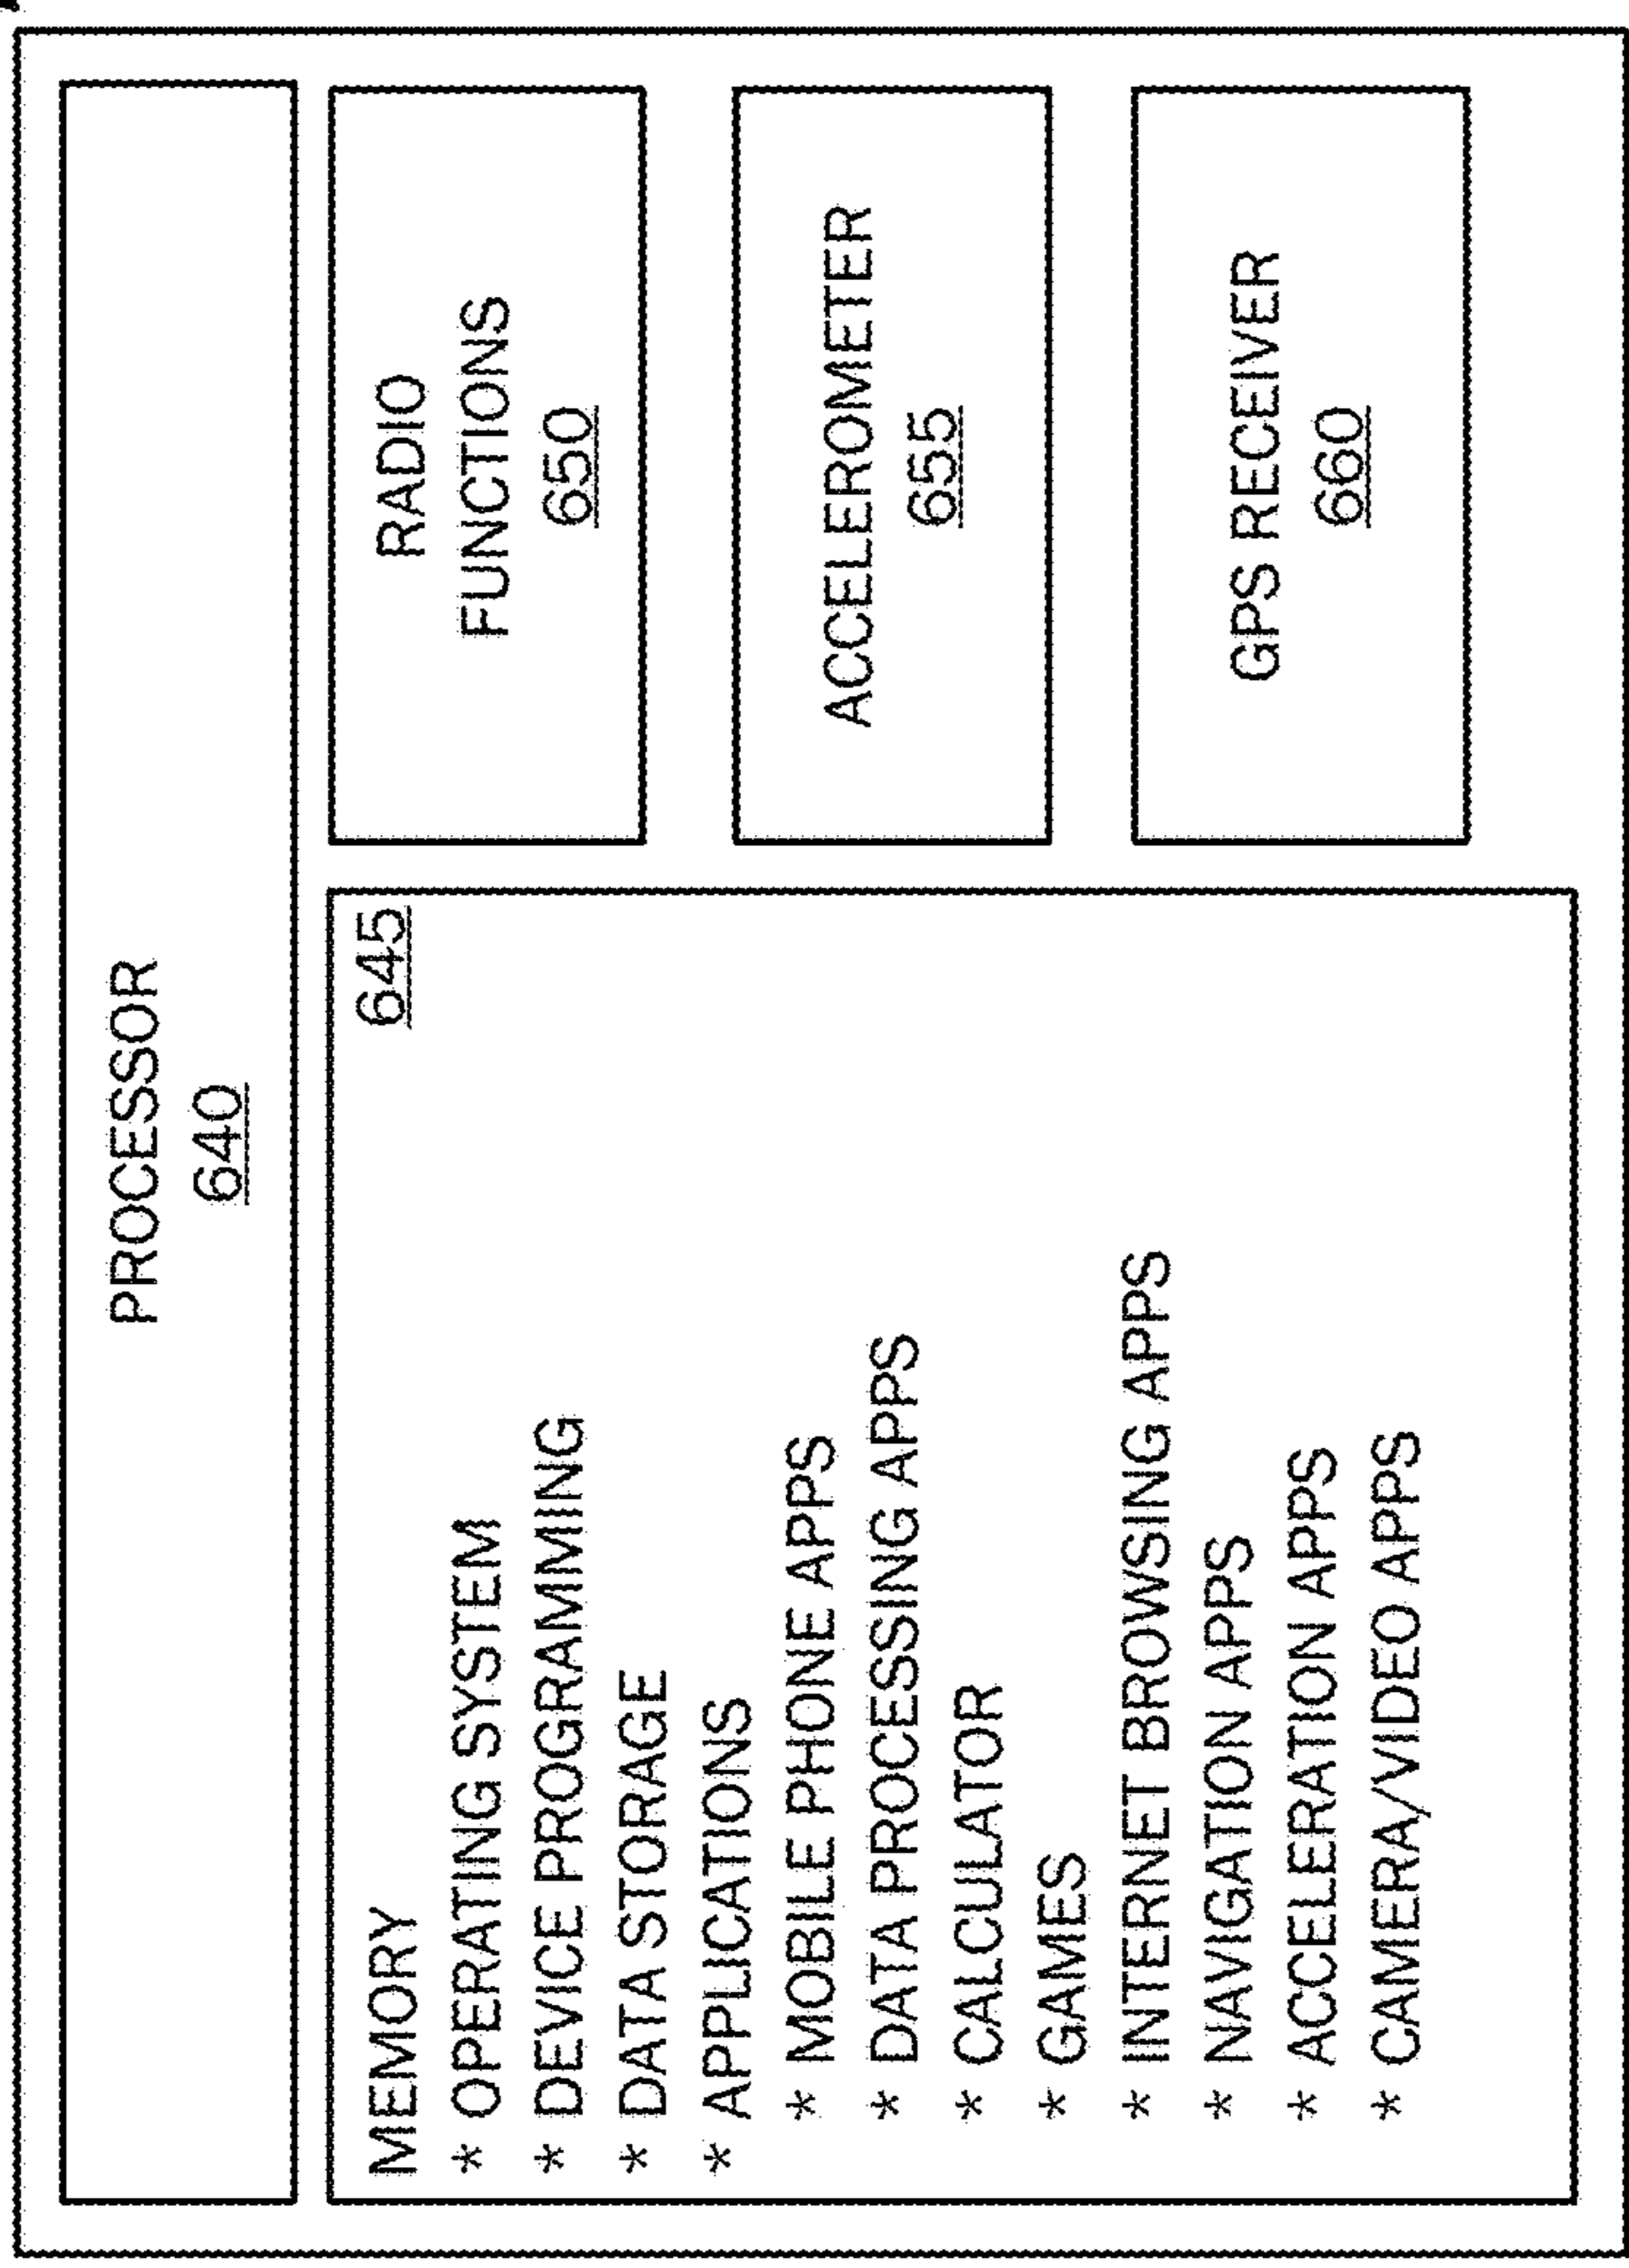 PROCESSOR
640
645
MEMORY
* OPERATING SYSTEM
* DEVICE PROGRAMMING
* DATA STORAGE
* APPLICATIONS
* MOBILE PHONE APPS
* DATA PROCESSING APPS
* CALCULATOR
* GAMES
* INTERNET BROWSING APPS
* NAVIGATION APPS
* ACCELERATION APPS
* CAMERA/VIDEO APPS
RADIO
FUNCTIONS
650
ACCELEROMETER
655
GPS RECEIVER
660